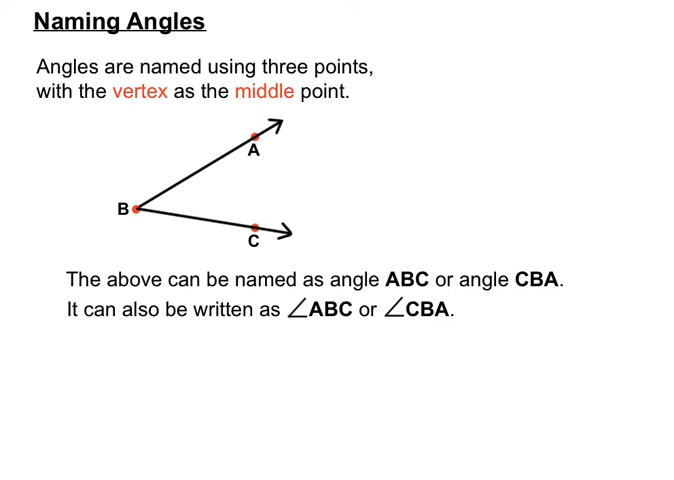 Naming Angles
Angles are named using three points,
with the vertex as the middle point.
A
B
C
The above can be named as angle ABC or angle CBA.
It can also be written as ∠ABC or ∠CBA.